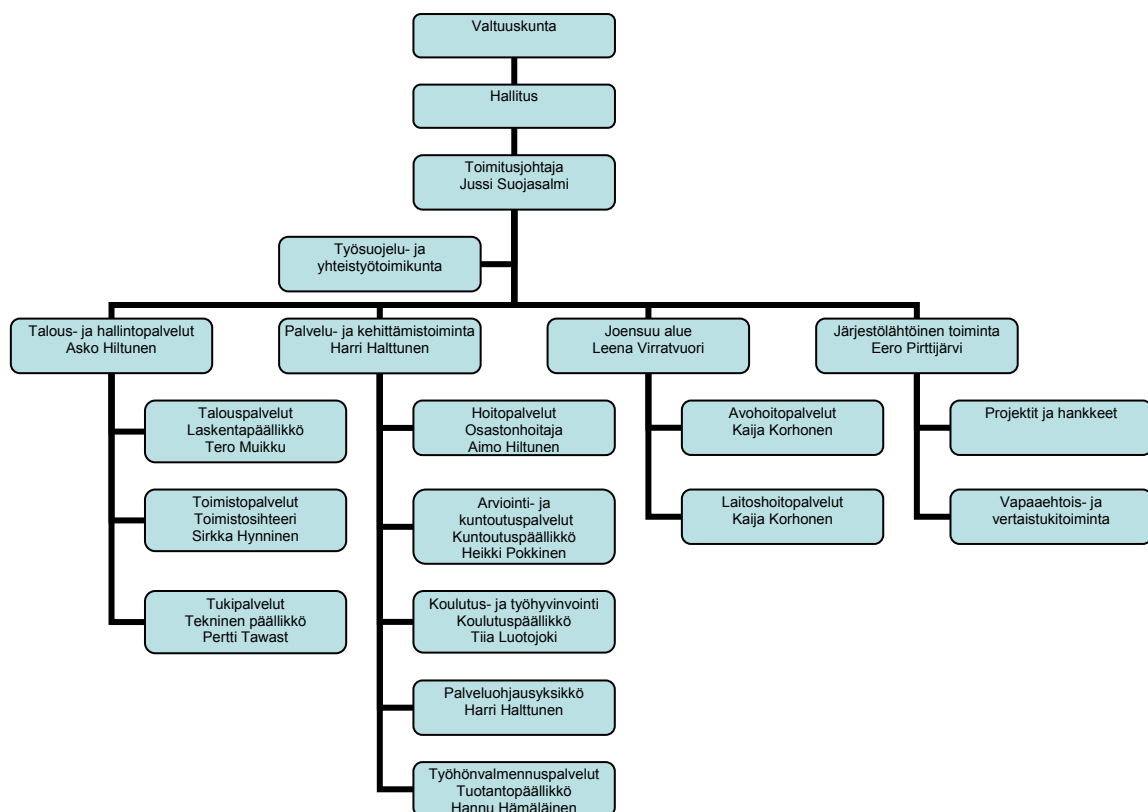 Valtuuskunta
Hallitus
Toimitusjohtaja
Jussi Suojasalmi
Työsuojelu- ja
yhteistyötoimikunta
Talous- ja hallintopalvelut
Asko Hiltunen
Palvelu- ja kehittämistoiminta
Harri Halttunen
Joensuu alue
Leena Virratvuori
Järjestölähtöinen toiminta
Eero Pirttijärvi
Talouspalvelut
Laskentapäällikkö
Tero Muikku
Toimistopalvelut
Toimistosihteeri
Sirkka Hynninen
Tukipalvelut
Tekninen päällikkö
Pertti Tawast
Hoitopalvelut
Osastonhoitaja
Aimo Hiltunen
Arviointi- ja
kuntoutuspalvelut
Kuntoutuspäällikkö
Heikki Pokkinen
Koulutus- ja työhyvinvointi
Koulutuspäällikkö
Tiia Luotojoki
Palveluohjausyksikkö
Harri Halttunen
Työhönvalmennuspalvelut
Tuotantopäällikkö
Hannu Hämäläinen
Avohoitopalvelut
Kaija Korhonen
Laitoshoitopalvelut
Kaija Korhonen
Projektit ja hankkeet
Vapaaehtois- ja
vertaistukitoiminta